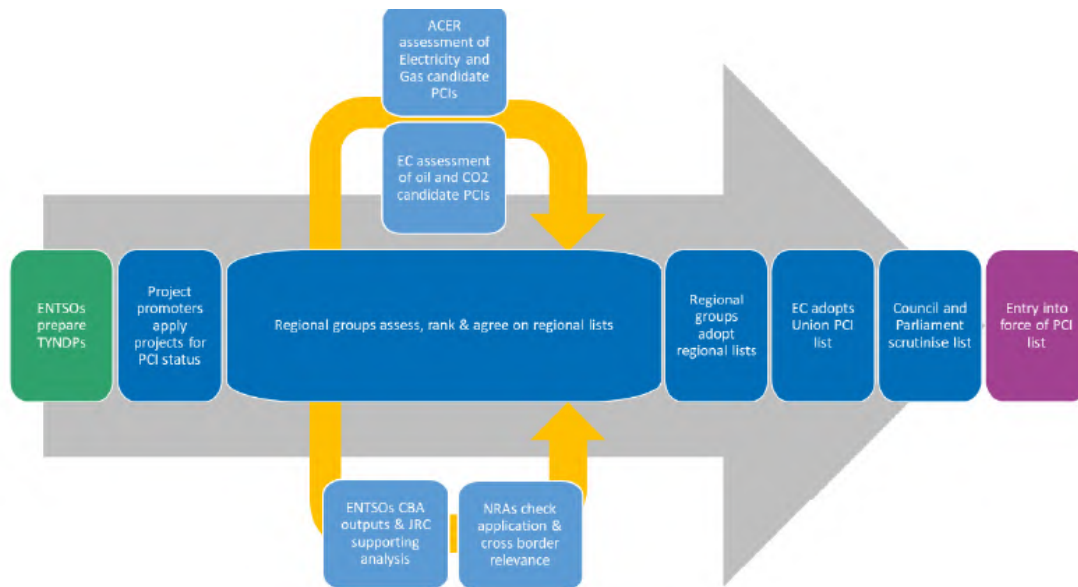 ACER
assessment of
Electricity and
Gas candidate
PCIs
EC assessment
of oil and CO2
candidate PCIs
ENTSOs
prepare
TYNDPs
Project
promoters
apply
projects for
PCI status
Regional groups assess, rank & agree on regional lists
Regional
groups
adopt
regional lists
EC adopts
Union PCI
list
Council and
Parliament
scrutinise list
Entry into
force of PCI
list
ENTSOs CBA
outputs & JRC
supporting
analysis
NRAs check
application &
cross border
relevance